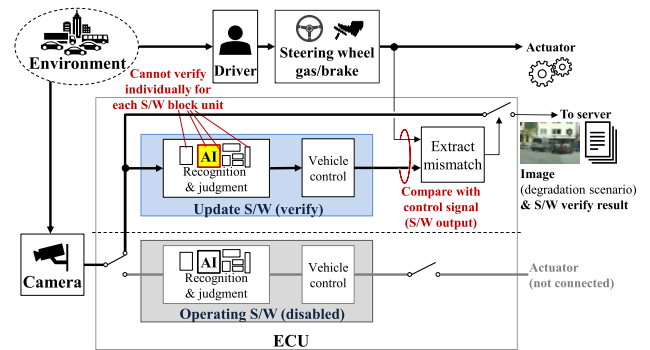 Environment
Driver
Steering wheel
gas/brake
Actuator
Cannot verify
individually for
each S/W block unit
To server
AI
Recognition
& judgment
Vehicle
control
Extract
mismatch
Update S/W (verify)
Compare with
control signal
(S/W output)
Image
(degradation scenario)
& S/W verify result
Camera
AI
Recognition
& judgment
Vehicle
control
Actuator
(not connected)
Operating S/W (disabled)
ECU